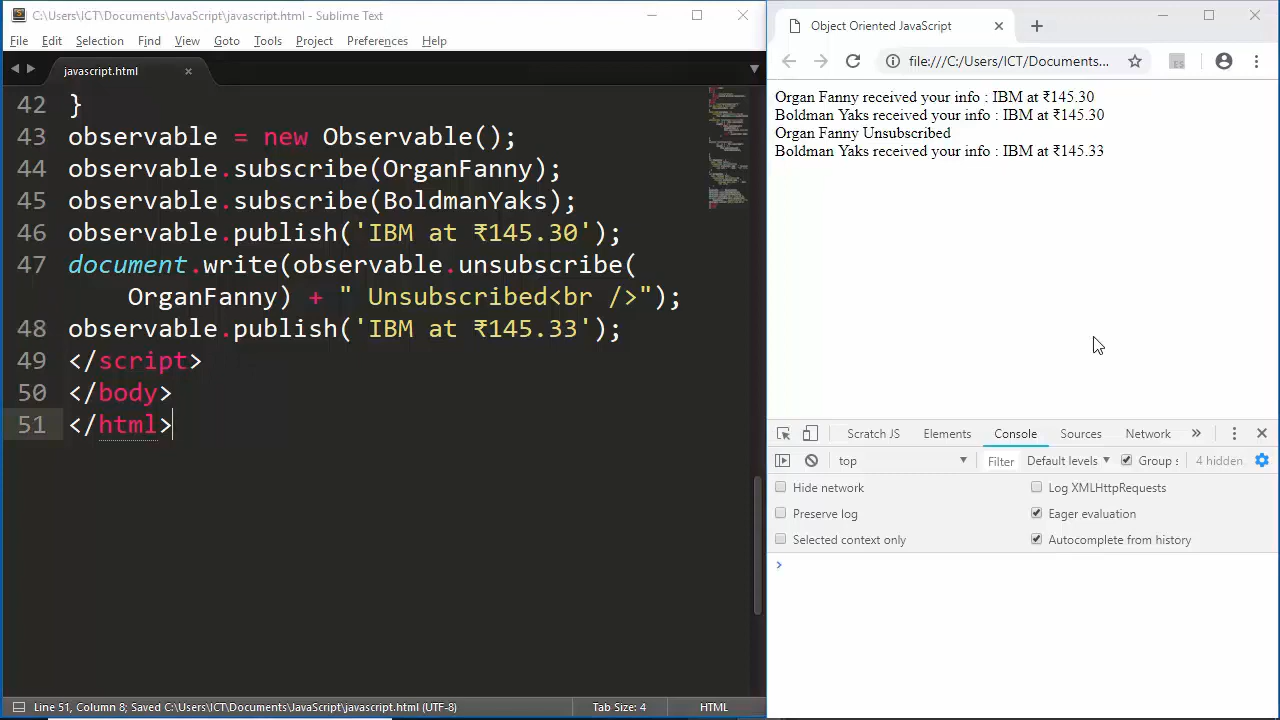 C:\Users\ICT\Documents\JavaScript\javascript.html - Sublime Text
File Edit Selection Find View Goto Tools Project Preferences Help
javascript.html
42 }
43 observable = new Observable();
44 observable.subscribe(OrganFanny);
45 observable.subscribe(BoldmanYaks);
46 observable.publish('IBM at ₹145.30');
47 document.write(observable.unsubscribe(
OrganFanny) + " Unsubscribed<br />");
48 observable.publish('IBM at ₹145.33');
49 </script>
50 </body>
51 </html>
Line 51, Column 8; Saved C:\Users\ICT\Documents\JavaScript\javascript.html (UTF-8) Tab Size: 4 HTML
Object Oriented JavaScript
file:///C:/Users/ICT/Documents...
Organ Fanny received your info : IBM at ₹145.30
Boldman Yaks received your info : IBM at ₹145.30
Organ Fanny Unsubscribed
Boldman Yaks received your info : IBM at ₹145.33
Scratch JS Elements Console Sources Network
top Filter Default levels Group s 4 hidden
Hide network Log XMLHttpRequests
Preserve log Eager evaluation
Selected context only Autocomplete from history